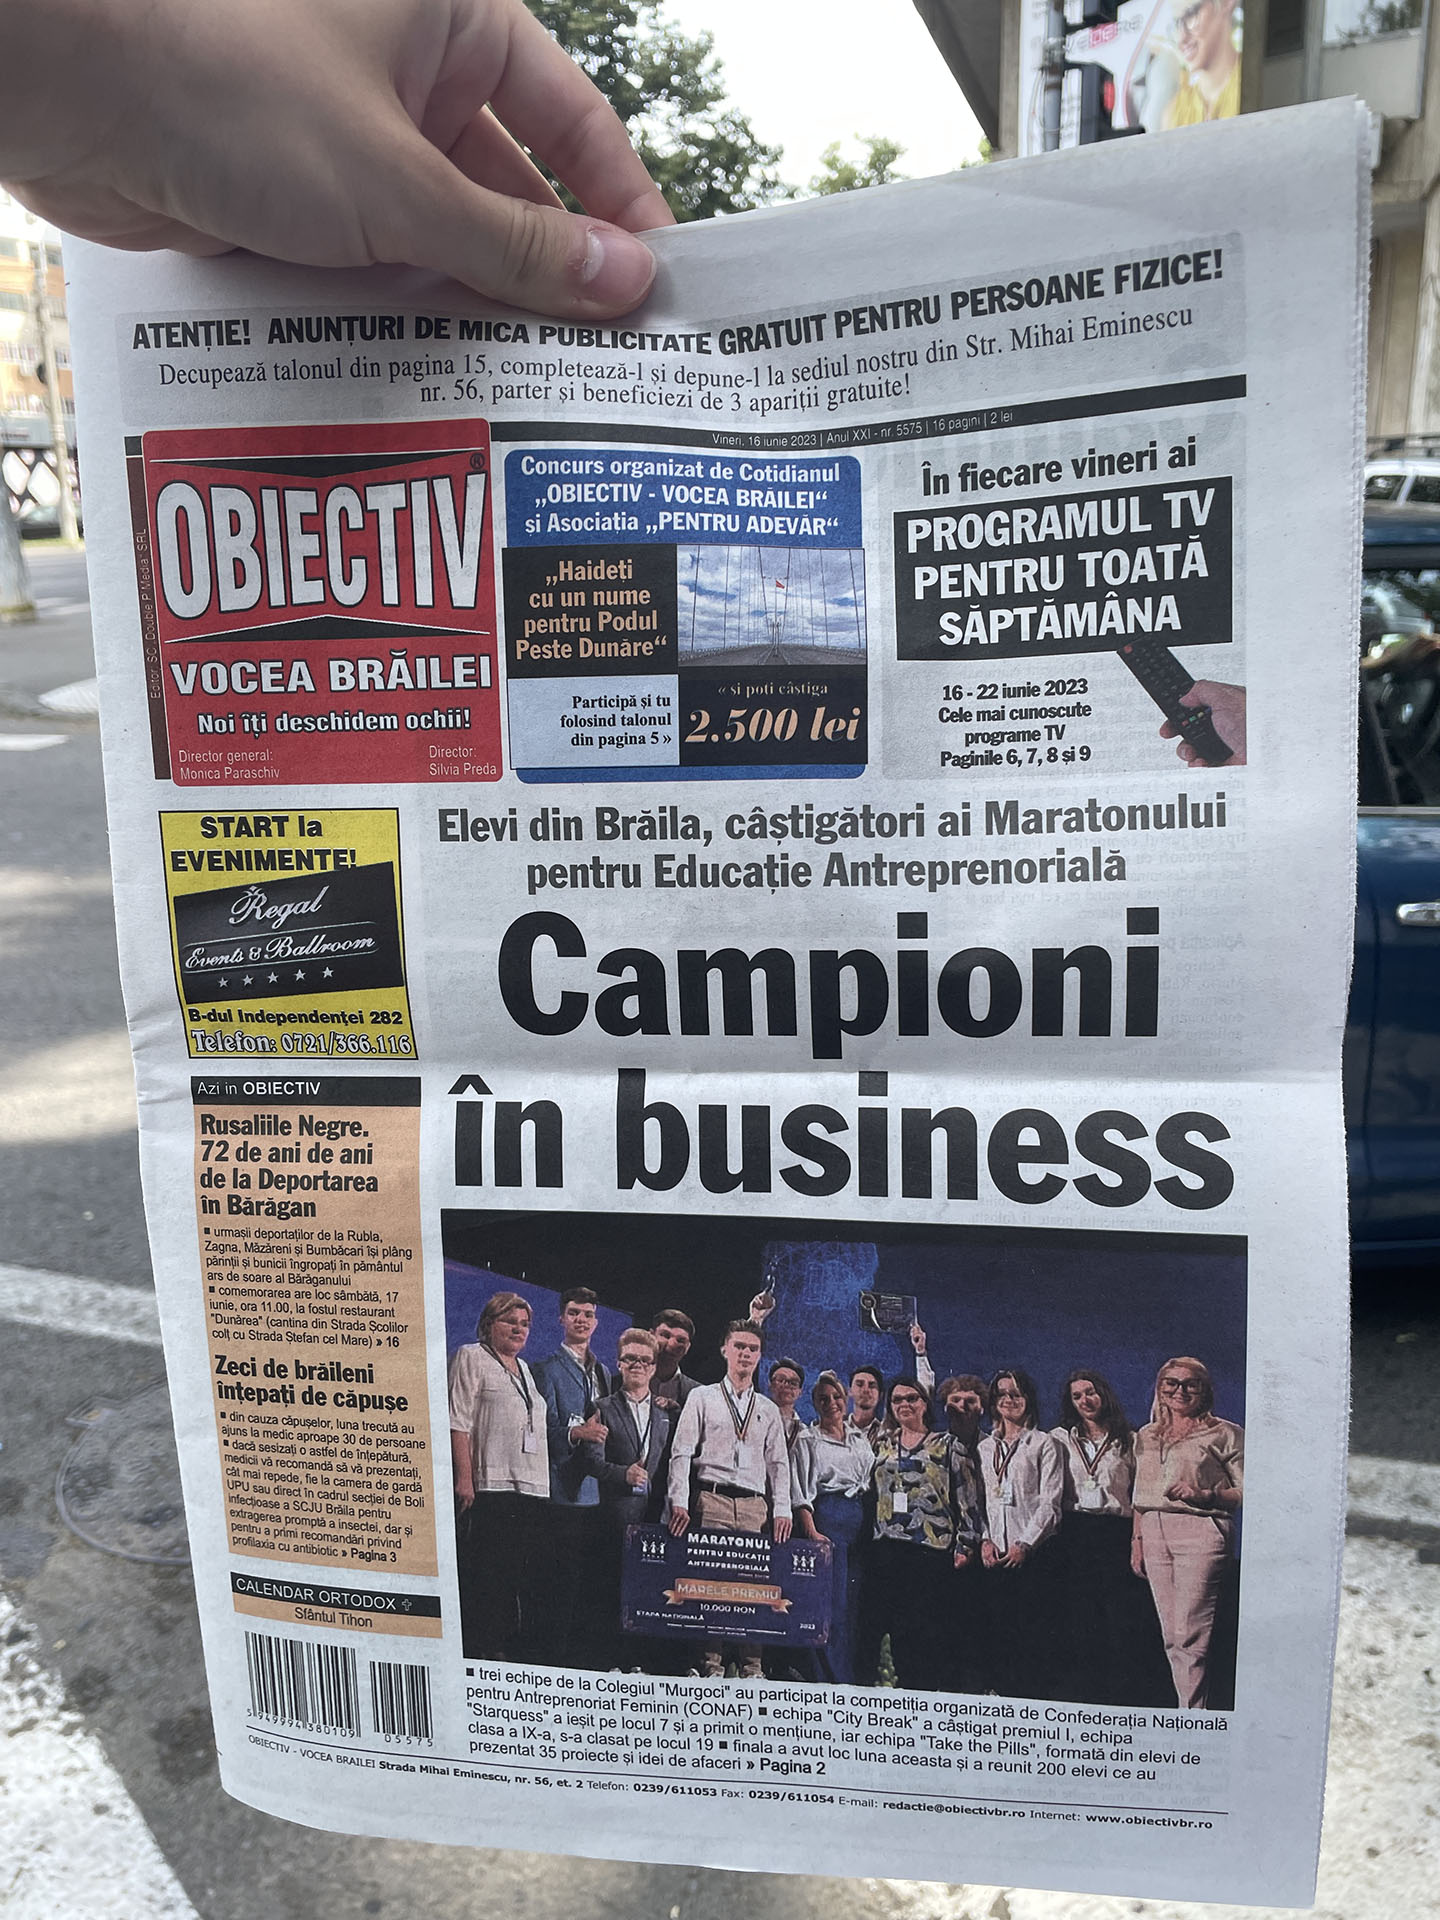 ATENȚIE! ANUNȚURI DE MICA PUBLICITATE GRATUIT PENTRU PERSOANE FIZICE!
Decupează talonul din pagina 15, completează-l și depune-l la sediul nostru din Str. Mihai Eminescu
nr. 56, parter și beneficiezi de 3 apariții gratuite!
Vineri, 16 iunie 2023 | Anul XXI - nr. 5575 | 16 pagini | 2 lei
Editor: SC. Double P Media SRL
OBIECTIV®
VOCEA BRĂILEI
Noi îți deschidem ochii!
Director general:
Monica Paraschiv
Director:
Silvia Preda
Concurs organizat de Cotidianul
„OBIECTIV - VOCEA BRĂILEI“
și Asociația „PENTRU ADEVĂR“
„Haideți
cu un nume
pentru Podul
Peste Dunăre“
Participă și tu
folosind talonul
din pagina 5 »
« si poti câstiga
2.500 lei
În fiecare vineri ai
PROGRAMUL TV
PENTRU TOATĂ
SĂPTĂMÂNA
16 - 22 iunie 2023
Cele mai cunoscute
programe TV
Paginile 6, 7, 8 și 9
START la
EVENIMENTE!
Regal
Events & Ballroom
B-dul Independenței 282
Telefon: 0721/366.116
Elevi din Brăila, câștigători ai Maratonului
pentru Educație Antreprenorială
Campioni
în business
Azi in OBIECTIV
Rusaliile Negre.
72 de ani de ani
de la Deportarea
în Bărăgan
■ urmașii deportaților de la Rubla,
Zagna, Măzăreni și Bumbăcari își plâng
părinții și bunicii îngropați în pământul
ars de soare al Bărăganului
■ comemorarea are loc sâmbătă, 17
iunie, ora 11.00, la fostul restaurant
"Dunărea" (cantina din Strada Școlilor
colț cu Strada Ștefan cel Mare) » 16
Zeci de brăileni
înțepați de căpușe
■ din cauza căpușelor, luna trecută au
ajuns la medic aproape 30 de persoane
■ dacă sesizați o astfel de înțepătură,
medicii vă recomandă să vă prezentați,
cât mai repede, fie la camera de gardă
UPU sau direct în cadrul secției de Boli
infecțioase a SCJU Brăila pentru
extragerea promptă a insectei, dar și
pentru a primi recomandări privind
profilaxia cu antibiotic » Pagina 3
CALENDAR ORTODOX
Sfântul Tihon
5 949994 380109
05575
MARATONUL
PENTRU EDUCAȚIE
ANTREPRENORIALĂ
MARELE PREMIU
10.000 RON
ETAPA NAȚIONALĂ
2023
■ trei echipe de la Colegiul "Murgoci" au participat la competiția organizată de Confederația Națională
pentru Antreprenoriat Feminin (CONAF) ■ echipa "City Break" a câștigat premiul I, echipa
"Starquess" a ieșit pe locul 7 și a primit o mențiune, iar echipa "Take the Pills", formată din elevi de
clasa a IX-a, s-a clasat pe locul 19 ■ finala a avut loc luna aceasta și a reunit 200 elevi ce au
prezentat 35 proiecte și idei de afaceri » Pagina 2
OBIECTIV - VOCEA BRAILEI Strada Mihai Eminescu, nr. 56, et. 2 Telefon: 0239/611053 Fax: 0239/611054 E-mail: redactie@obiectivbr.ro Internet: www.obiectivbr.ro